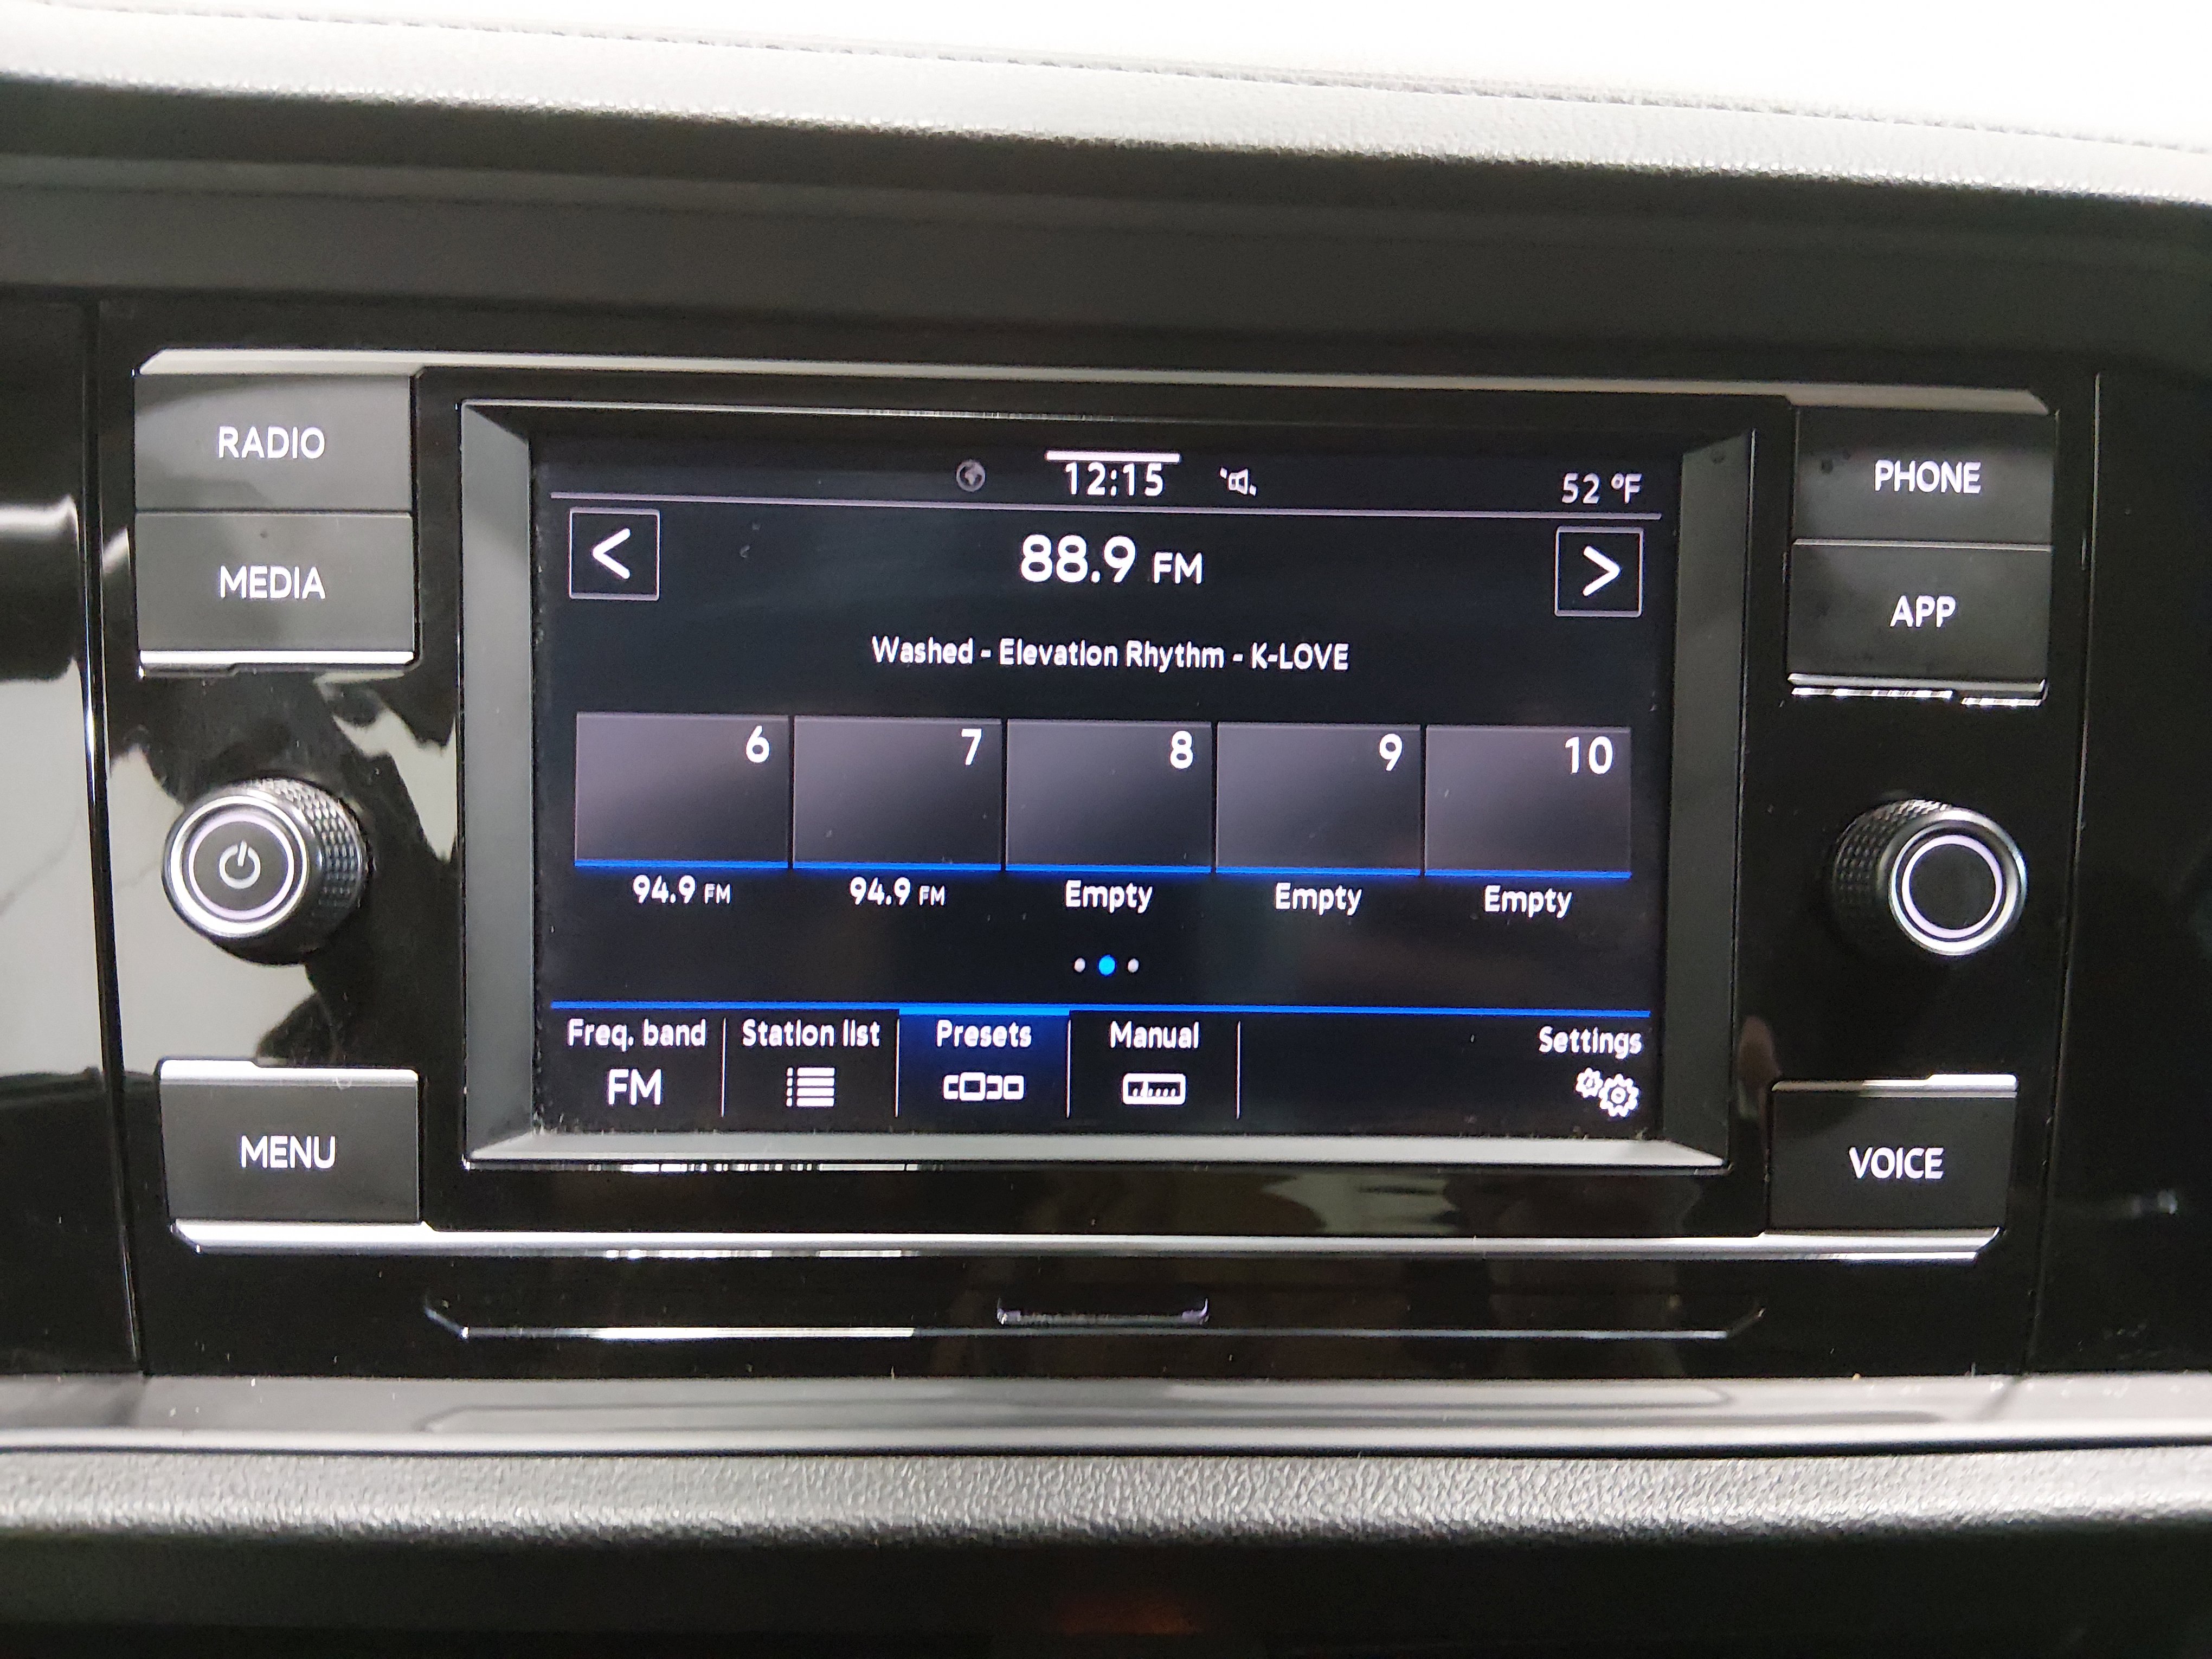 RADIO
MEDIA
MENU
12:15
52 °F
<
88.9 FM
>
Washed - Elevation Rhythm - K-LOVE
6
7
8
9
10
94.9 FM
94.9 FM
Empty
Empty
Empty
Freq. band
FM
Station list
Presets
Manual
Settings
PHONE
APP
VOICE